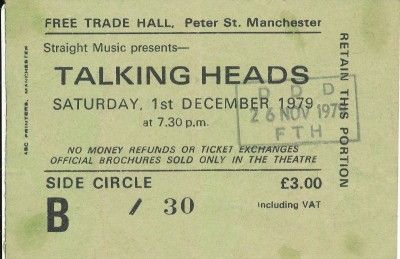 FREE TRADE HALL, Peter St. Manchester
Straight Music presents—
TALKING HEADS
SATURDAY, 1st DECEMBER 1979
at 7.30 p.m.
NO MONEY REFUNDS OR TICKET EXCHANGES
OFFICIAL BROCHURES SOLD ONLY IN THE THEATRE
SIDE CIRCLE £3.00
B / 30 including VAT
RETAIN THIS PORTION
ABC PRINTERS, MANCHESTER
26 NOV 1979
FTH